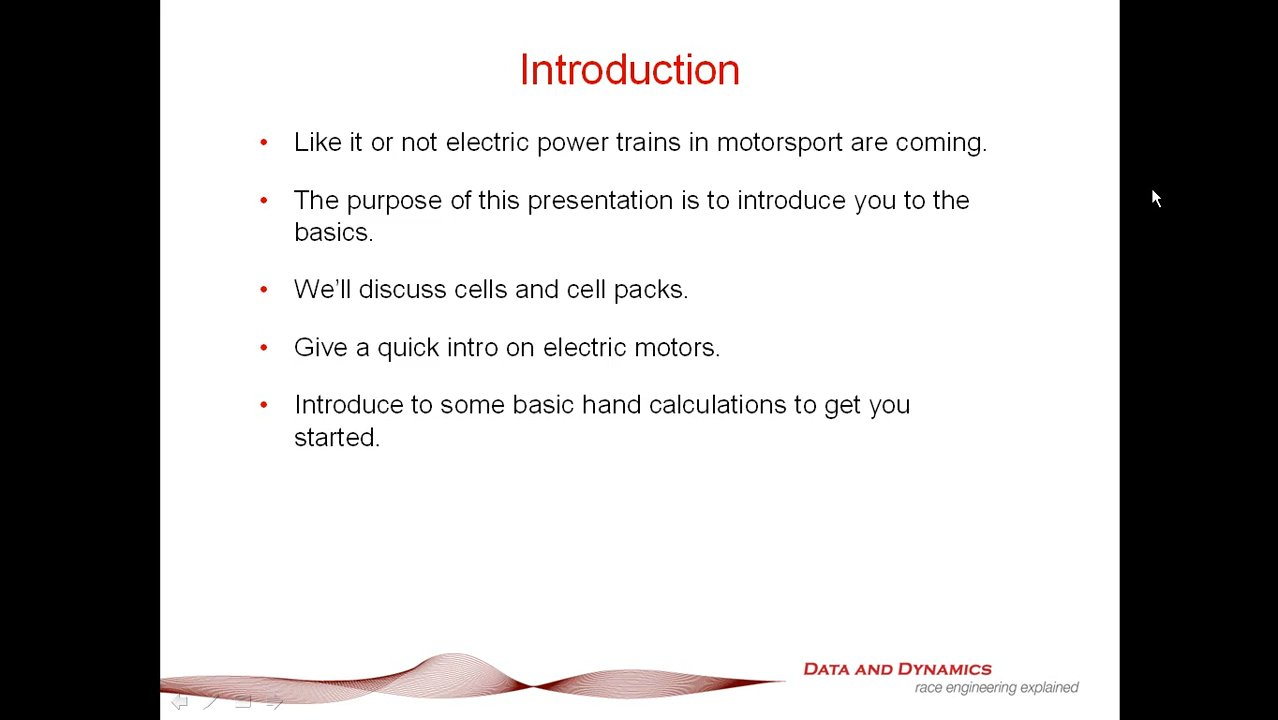 Introduction
• Like it or not electric power trains in motorsport are coming.
• The purpose of this presentation is to introduce you to the
basics.
• We’ll discuss cells and cell packs.
• Give a quick intro on electric motors.
• Introduce to some basic hand calculations to get you
started.
DATA AND DYNAMICS
race engineering explained